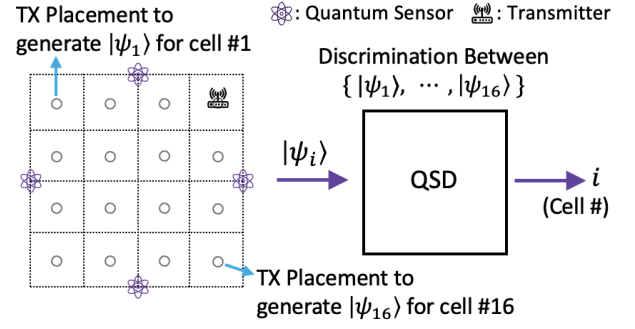 TX Placement to
generate |ψ₁⟩ for cell #1
: Quantum Sensor
: Transmitter
Discrimination Between
{ |ψ₁⟩, ⋯ , |ψ₁₆⟩ }
|ψᵢ⟩
QSD
i
(Cell #)
TX Placement to
generate |ψ₁₆⟩ for cell #16